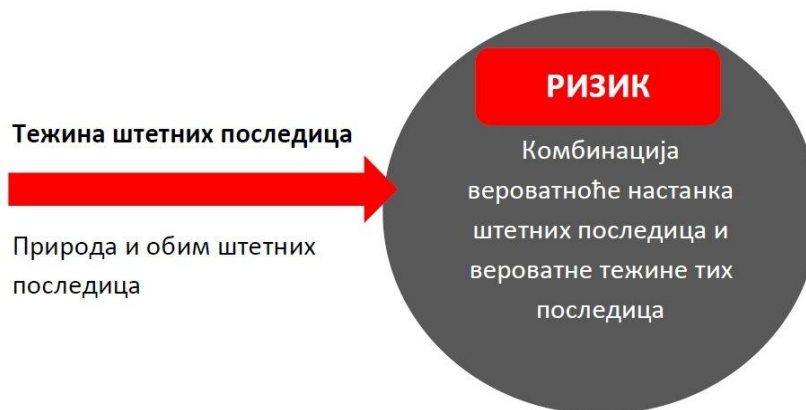 Тежина штетних последица
Природа и обим штетних
последица
РИЗИК
Комбинација
вероватноће настанка
штетних последица и
вероватне тежине тих
последица